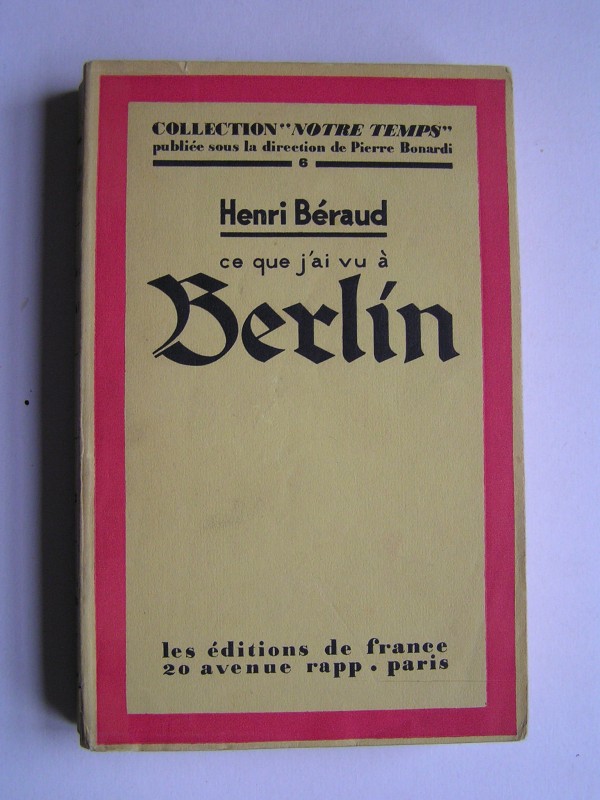 COLLECTION "NOTRE TEMPS"
publiée sous la direction de Pierre Bonardi
6
Henri Béraud
ce que j'ai vu à
Berlin
les éditions de france
20 avenue rapp . paris